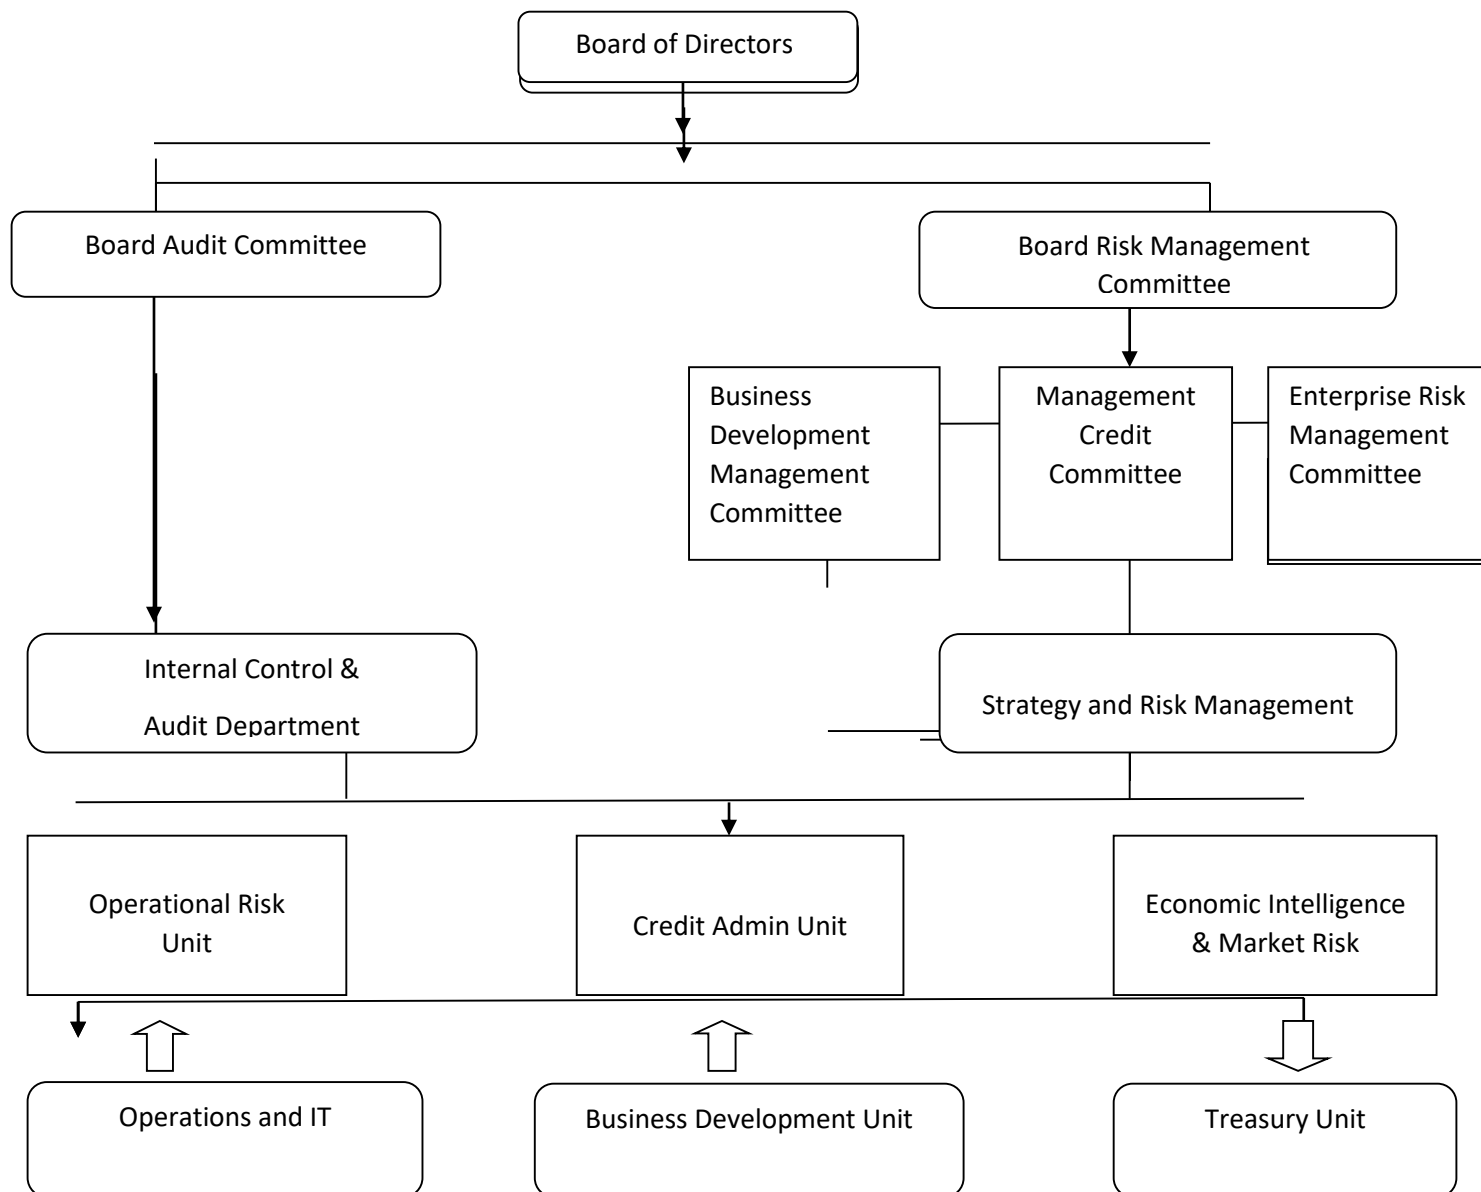 Board of Directors
Board Audit Committee
Board Risk Management
Committee
Business
Development
Management
Committee
Management
Credit
Committee
Enterprise Risk
Management
Committee
Internal Control &
Audit Department
Strategy and Risk Management
Operational Risk
Unit
Credit Admin Unit
Economic Intelligence
& Market Risk
Operations and IT
Business Development Unit
Treasury Unit